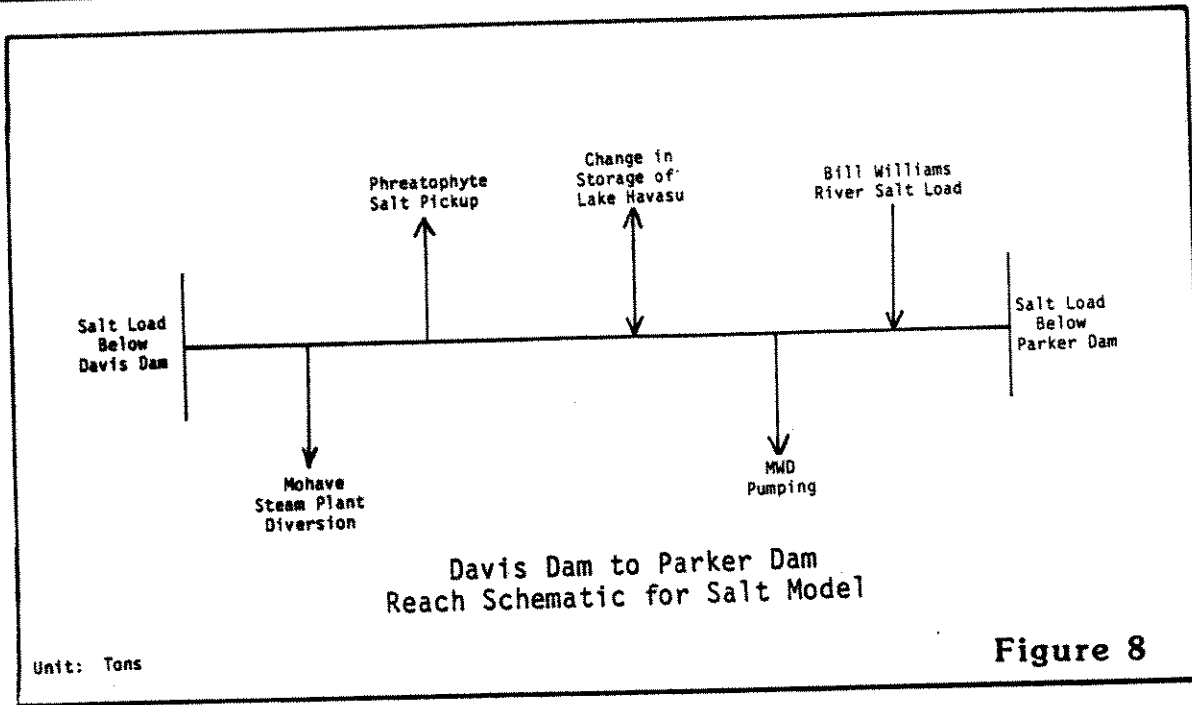 Phreatophyte
Salt Pickup
Change in
Storage of
Lake Havasu
Bill Williams
River Salt Load
Salt Load
Below
Davis Dam
Salt Load
Below
Parker Dam
Mohave
Steam Plant
Diversion
MWD
Pumping
Davis Dam to Parker Dam
Reach Schematic for Salt Model
Unit: Tons
Figure 8